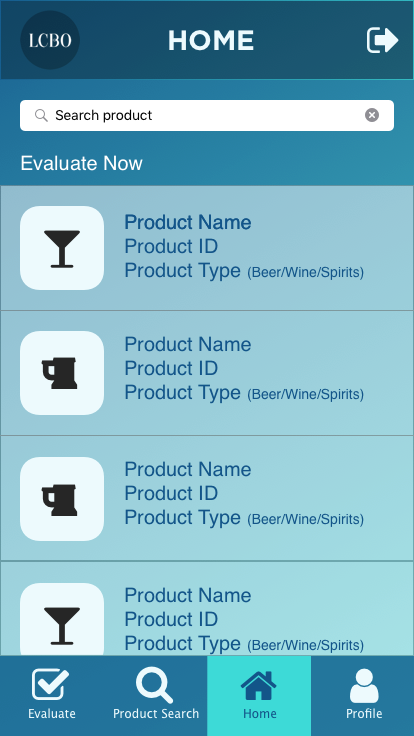 LCBO
HOME
Search product
Evaluate Now
Product Name
Product ID
Product Type (Beer/Wine/Spirits)
Product Name
Product ID
Product Type (Beer/Wine/Spirits)
Product Name
Product ID
Product Type (Beer/Wine/Spirits)
Product Name
Product ID
Product Type (Beer/Wine/Spirits)
Evaluate
Product Search
Home
Profile